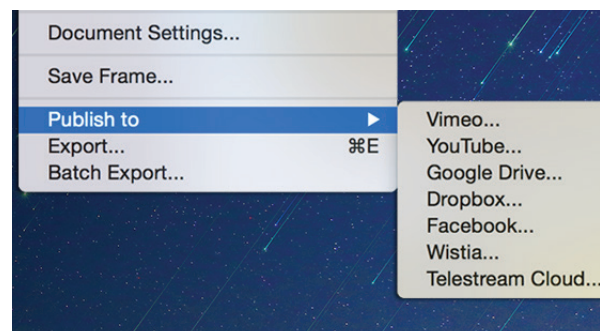 Document Settings...
Save Frame...
Publish to ▶
Export... ⌘E
Batch Export...
Vimeo...
YouTube...
Google Drive...
Dropbox...
Facebook...
Wistia...
Telestream Cloud...